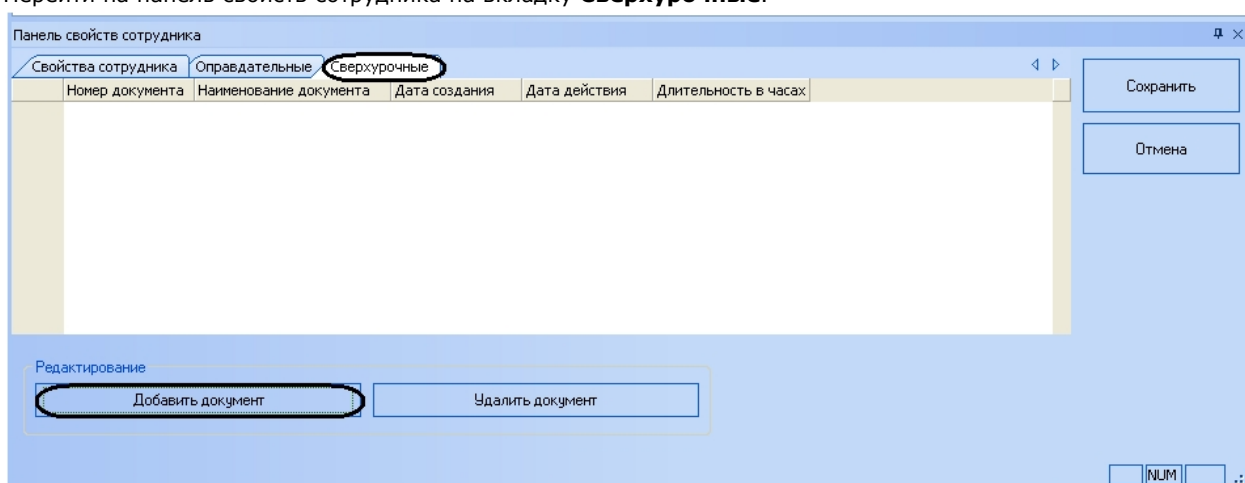 Перейти на панель свойств сотрудника на вкладку Сверхурочные.
Панель свойств сотрудника
Свойства сотрудника Оправдательные Сверхурочные
Номер документа Наименование документа Дата создания Дата действия Длительность в часах
Сохранить
Отмена
Редактирование
Добавить документ Удалить документ
NUM